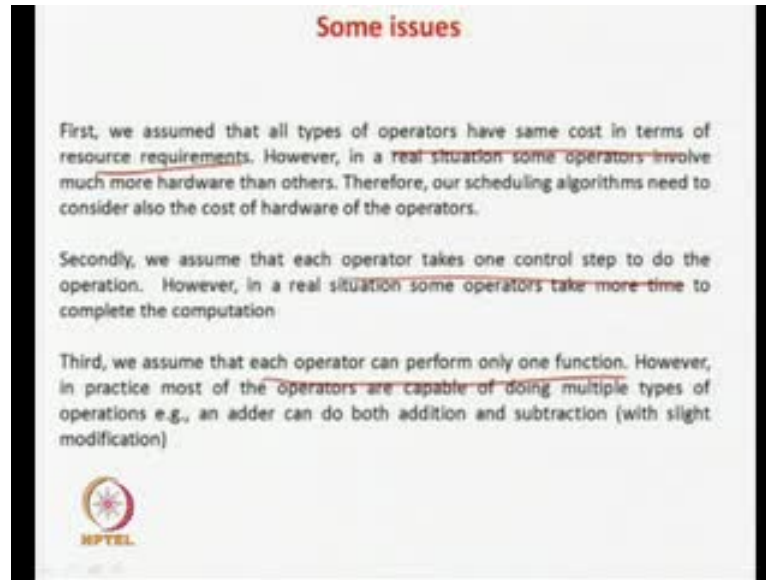 Some issues
First, we assumed that all types of operators have same cost in terms of
resource requirements. However, in a real situation some operators involve
much more hardware than others. Therefore, our scheduling algorithms need to
consider also the cost of hardware of the operators.
Secondly, we assume that each operator takes one control step to do the
operation. However, in a real situation some operators take more time to
complete the computation
Third, we assume that each operator can perform only one function. However,
in practice most of the operators are capable of doing multiple types of
operations e.g., an adder can do both addition and subtraction (with slight
modification)
NPTEL